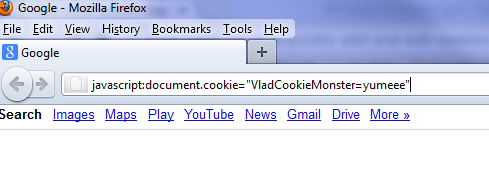 Google - Mozilla Firefox
File Edit View History Bookmarks Tools Help
Google
javascript:document.cookie="VladCookieMonster=yumeee"
Search Images Maps Play YouTube News Gmail Drive More »